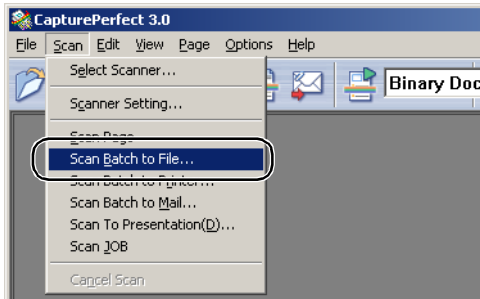 CapturePerfect 3.0
File Scan Edit View Page Options Help
Select Scanner...
Binary Doc
Scanner Setting...
Scan Page
Scan Batch to File...
Scan Batch to Printer...
Scan Batch to Mail...
Scan To Presentation(D)...
Scan JOB
Cancel Scan